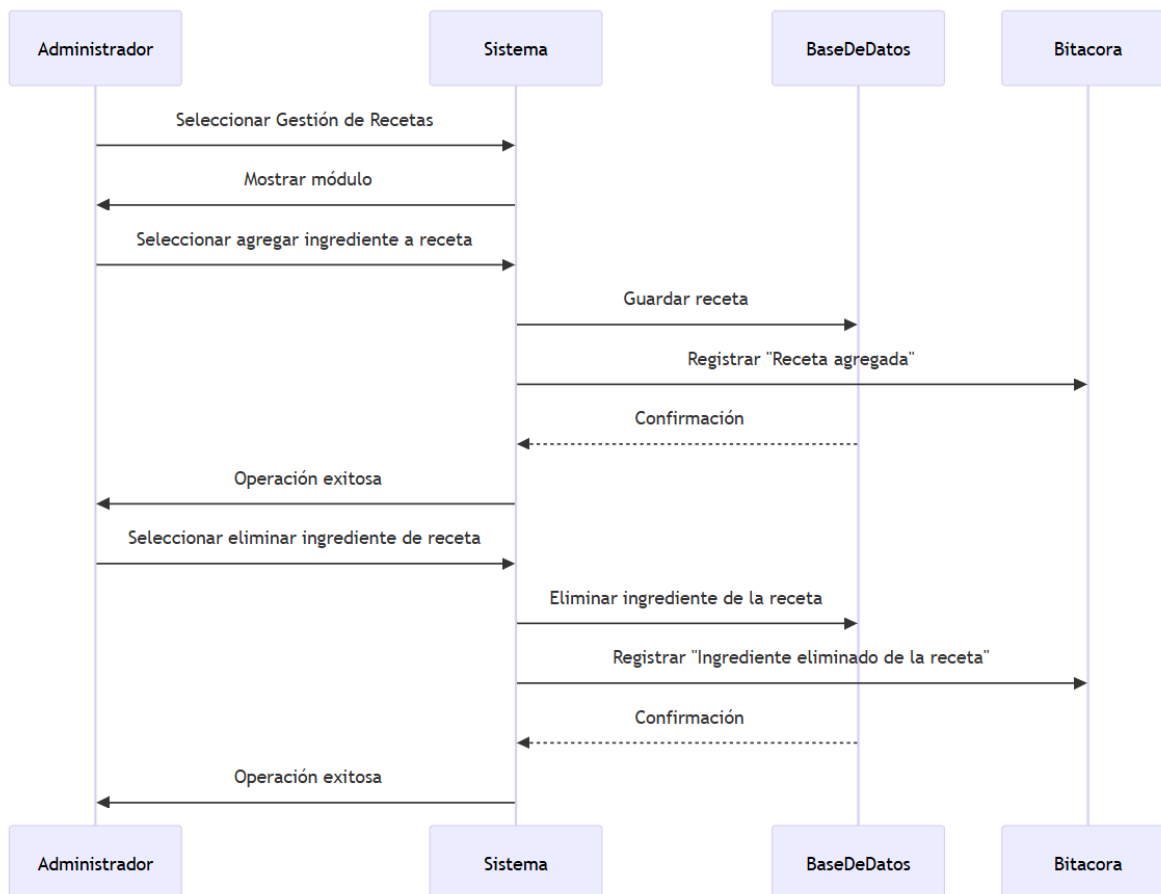 Administrador
Sistema
BaseDeDatos
Bitacora
Seleccionar Gestión de Recetas
Mostrar módulo
Seleccionar agregar ingrediente a receta
Guardar receta
Registrar "Receta agregada"
Confirmación
Operación exitosa
Seleccionar eliminar ingrediente de receta
Eliminar ingrediente de la receta
Registrar "Ingrediente eliminado de la receta"
Confirmación
Operación exitosa
Administrador
Sistema
BaseDeDatos
Bitacora